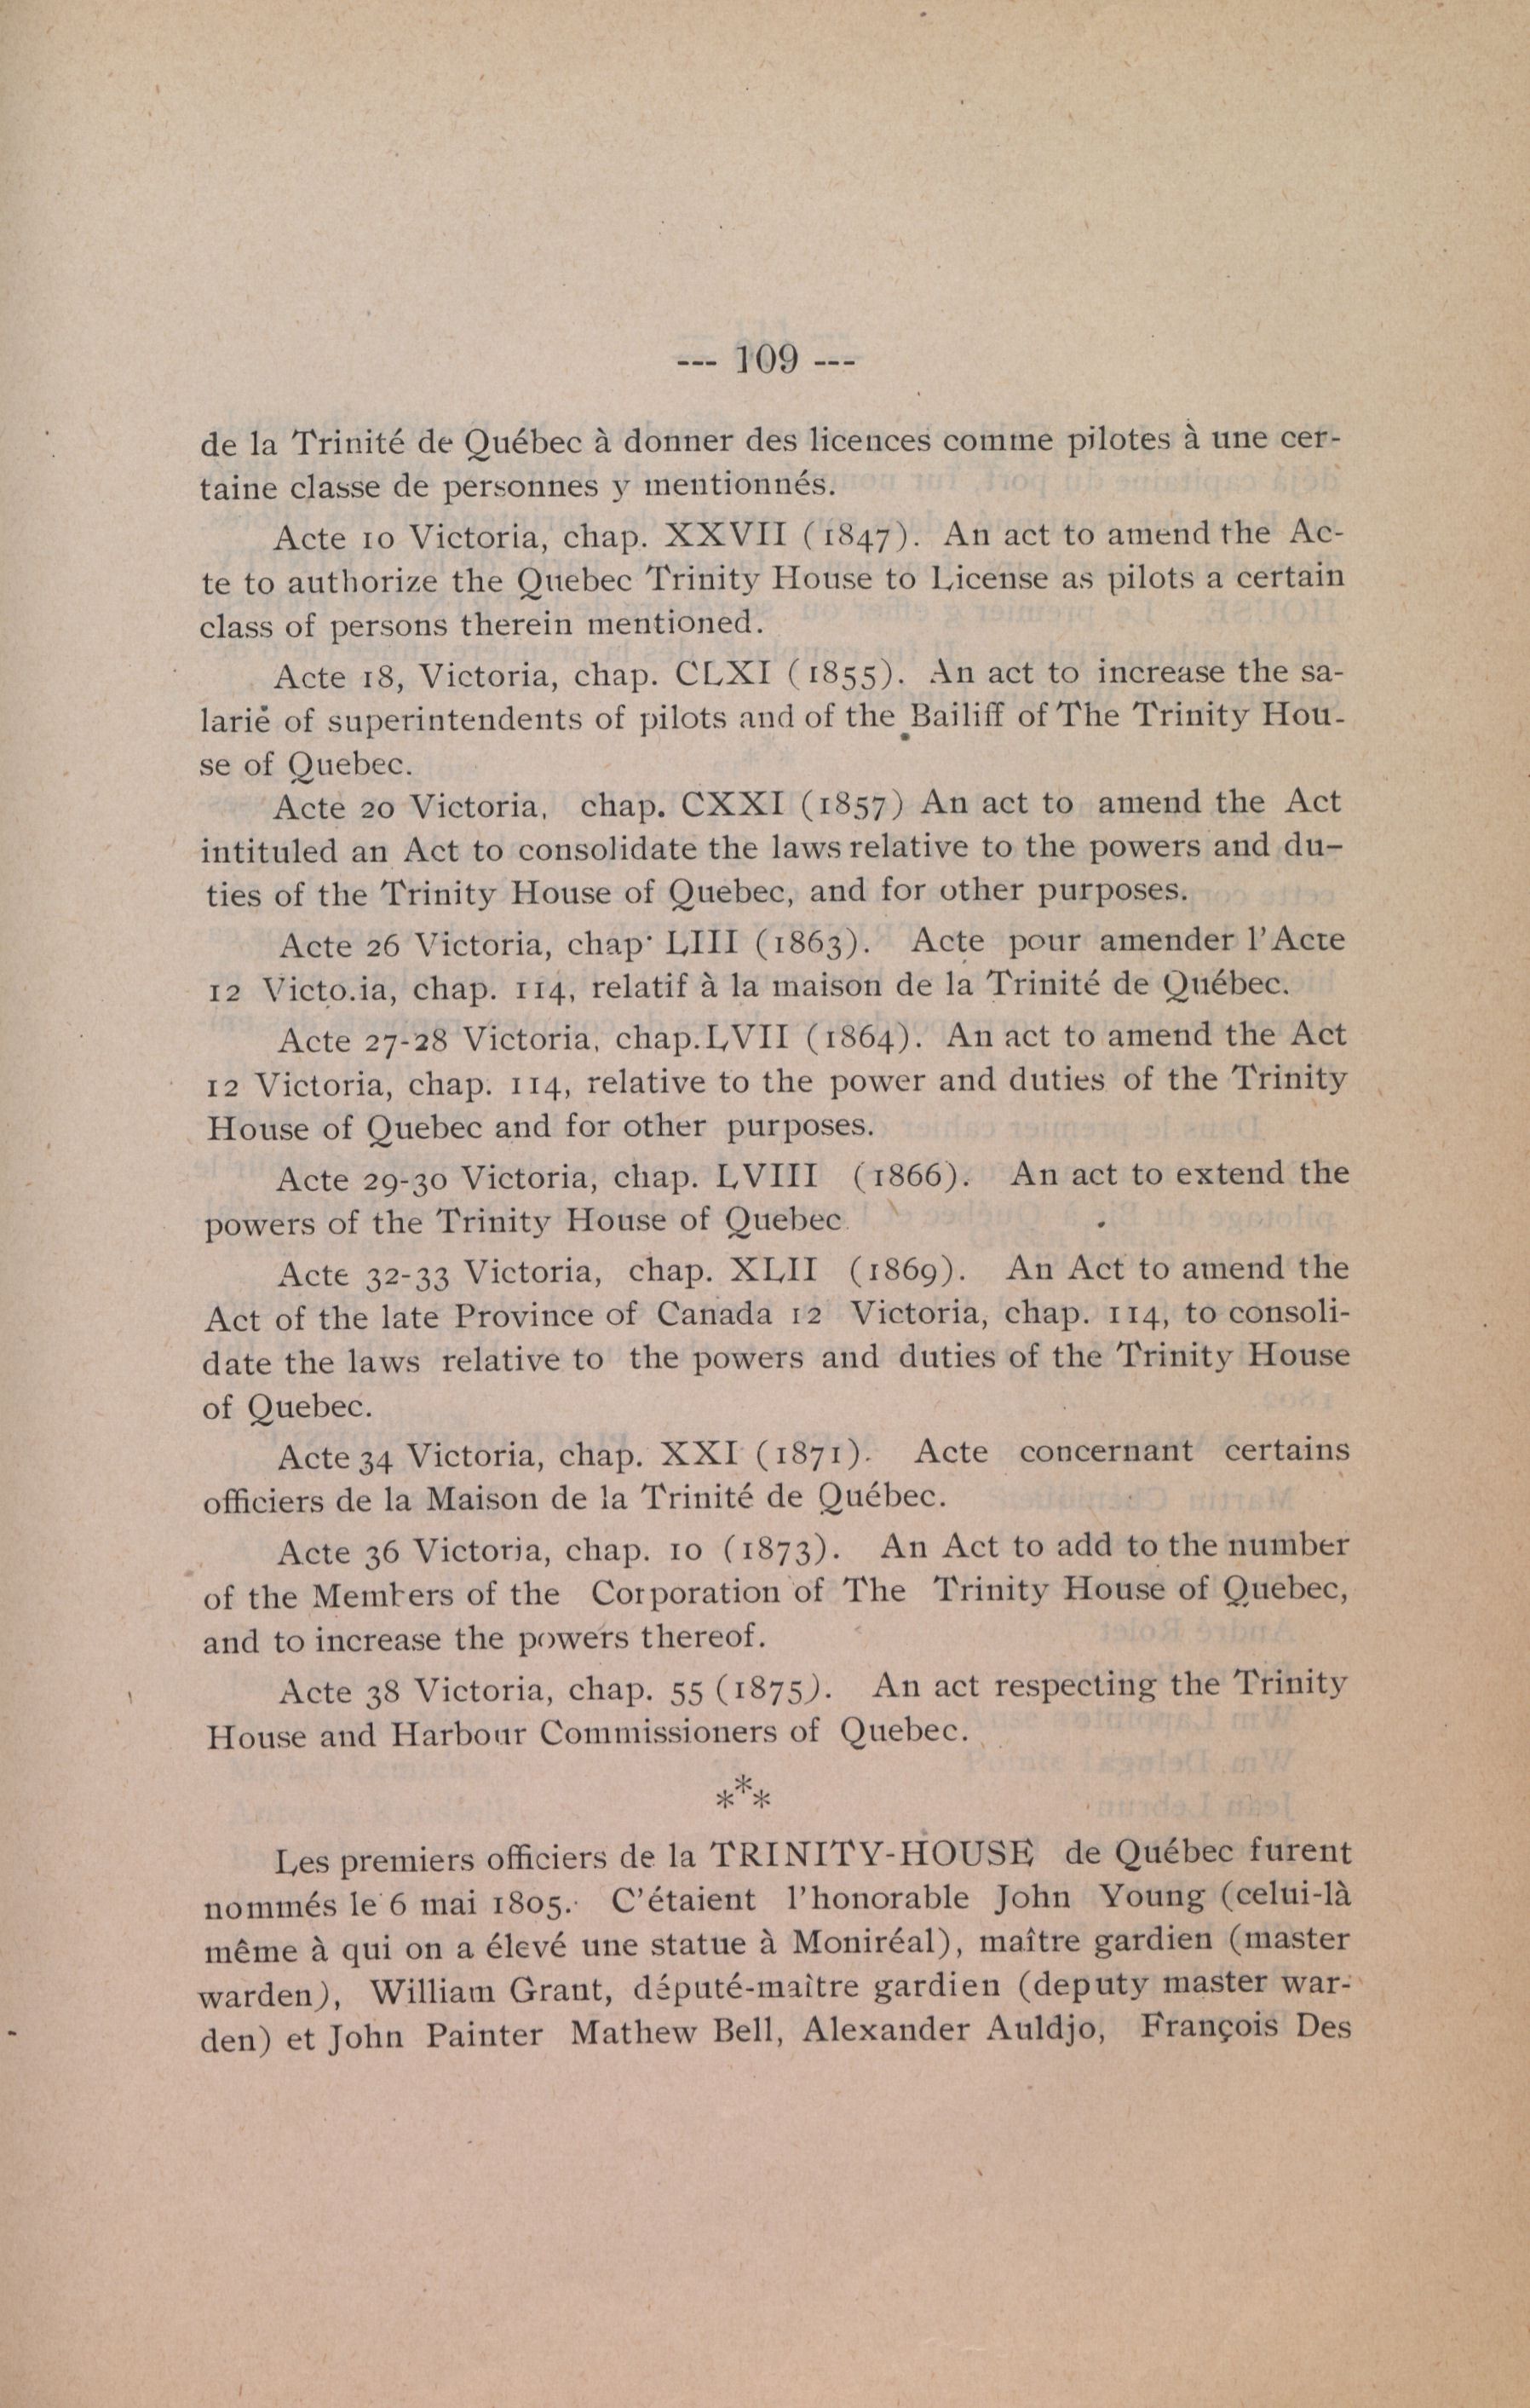 --- 109 ---
de la Trinité de Québec à donner des licences comme pilotes à une cer-
taine classe de personnes y mentionnés.
Acte 10 Victoria, chap. XXVII (1847). An act to amend the Ac-
te to authorize the Quebec Trinity House to License as pilots a certain
class of persons therein mentioned.
Acte 18, Victoria, chap. CLXI (1855). An act to increase the sa-
larie of superintendents of pilots and of the Bailiff of The Trinity Hou-
se of Quebec.
Acte 20 Victoria, chap. CXXI (1857) An act to amend the Act
intituled an Act to consolidate the laws relative to the powers and du-
ties of the Trinity House of Quebec, and for other purposes.
Acte 26 Victoria, chap· LIII (1863). Acte pour amender l'Acte
12 Victo.ia, chap. 114, relatif à la maison de la Trinité de Québec.
Acte 27-28 Victoria, chap. LVII (1864). An act to amend the Act
12 Victoria, chap. 114, relative to the power and duties of the Trinity
House of Quebec and for other purposes.
Acte 29-30 Victoria, chap. LVIII (1866). An act to extend the
powers of the Trinity House of Quebec.
Acte 32-33 Victoria, chap. XLII (1869). An Act to amend the
Act of the late Province of Canada 12 Victoria, chap. 114, to consoli-
date the laws relative to the powers and duties of the Trinity House
of Quebec.
Acte 34 Victoria, chap. XXI (1871). Acte concernant certains
officiers de la Maison de la Trinité de Québec.
Acte 36 Victoria, chap. 10 (1873). An Act to add to the number
of the Members of the Corporation of The Trinity House of Quebec,
and to increase the powers thereof.
Acte 38 Victoria, chap. 55 (1875). An act respecting the Trinity
House and Harbour Commissioners of Quebec.
***
Les premiers officiers de la TRINITY-HOUSE de Québec furent
nommés le 6 mai 1805. C'étaient l'honorable John Young (celui-là
même à qui on a élevé une statue à Moniréal), maître gardien (master
warden), William Grant, député-maître gardien (deputy master war-
den) et John Painter Mathew Bell, Alexander Auldjo, François Des